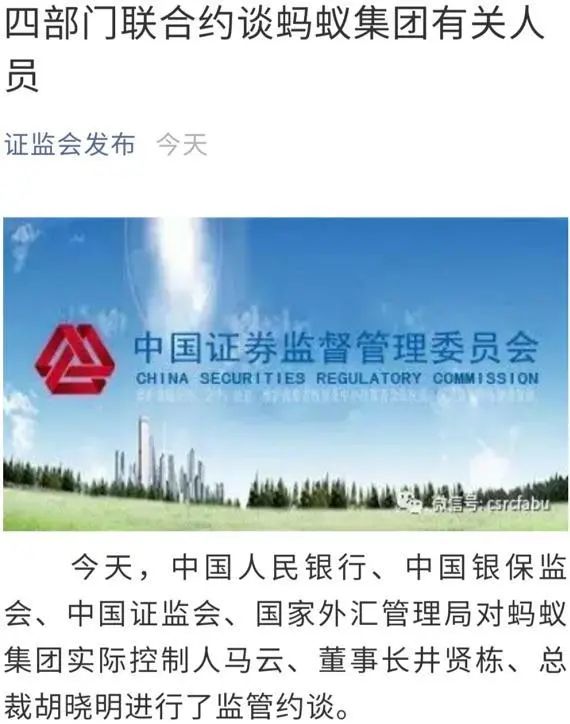 四部门联合约谈蚂蚁集团有关人
员
证监会发布 今天
中国证券监督管理委员会
CHINA SECURITIES REGULATORY COMMISSION
微信号: csrcfabu
今天，中国人民银行、中国银保监
会、中国证监会、国家外汇管理局对蚂蚁
集团实际控制人马云、董事长井贤栋、总
裁胡晓明进行了监管约谈。